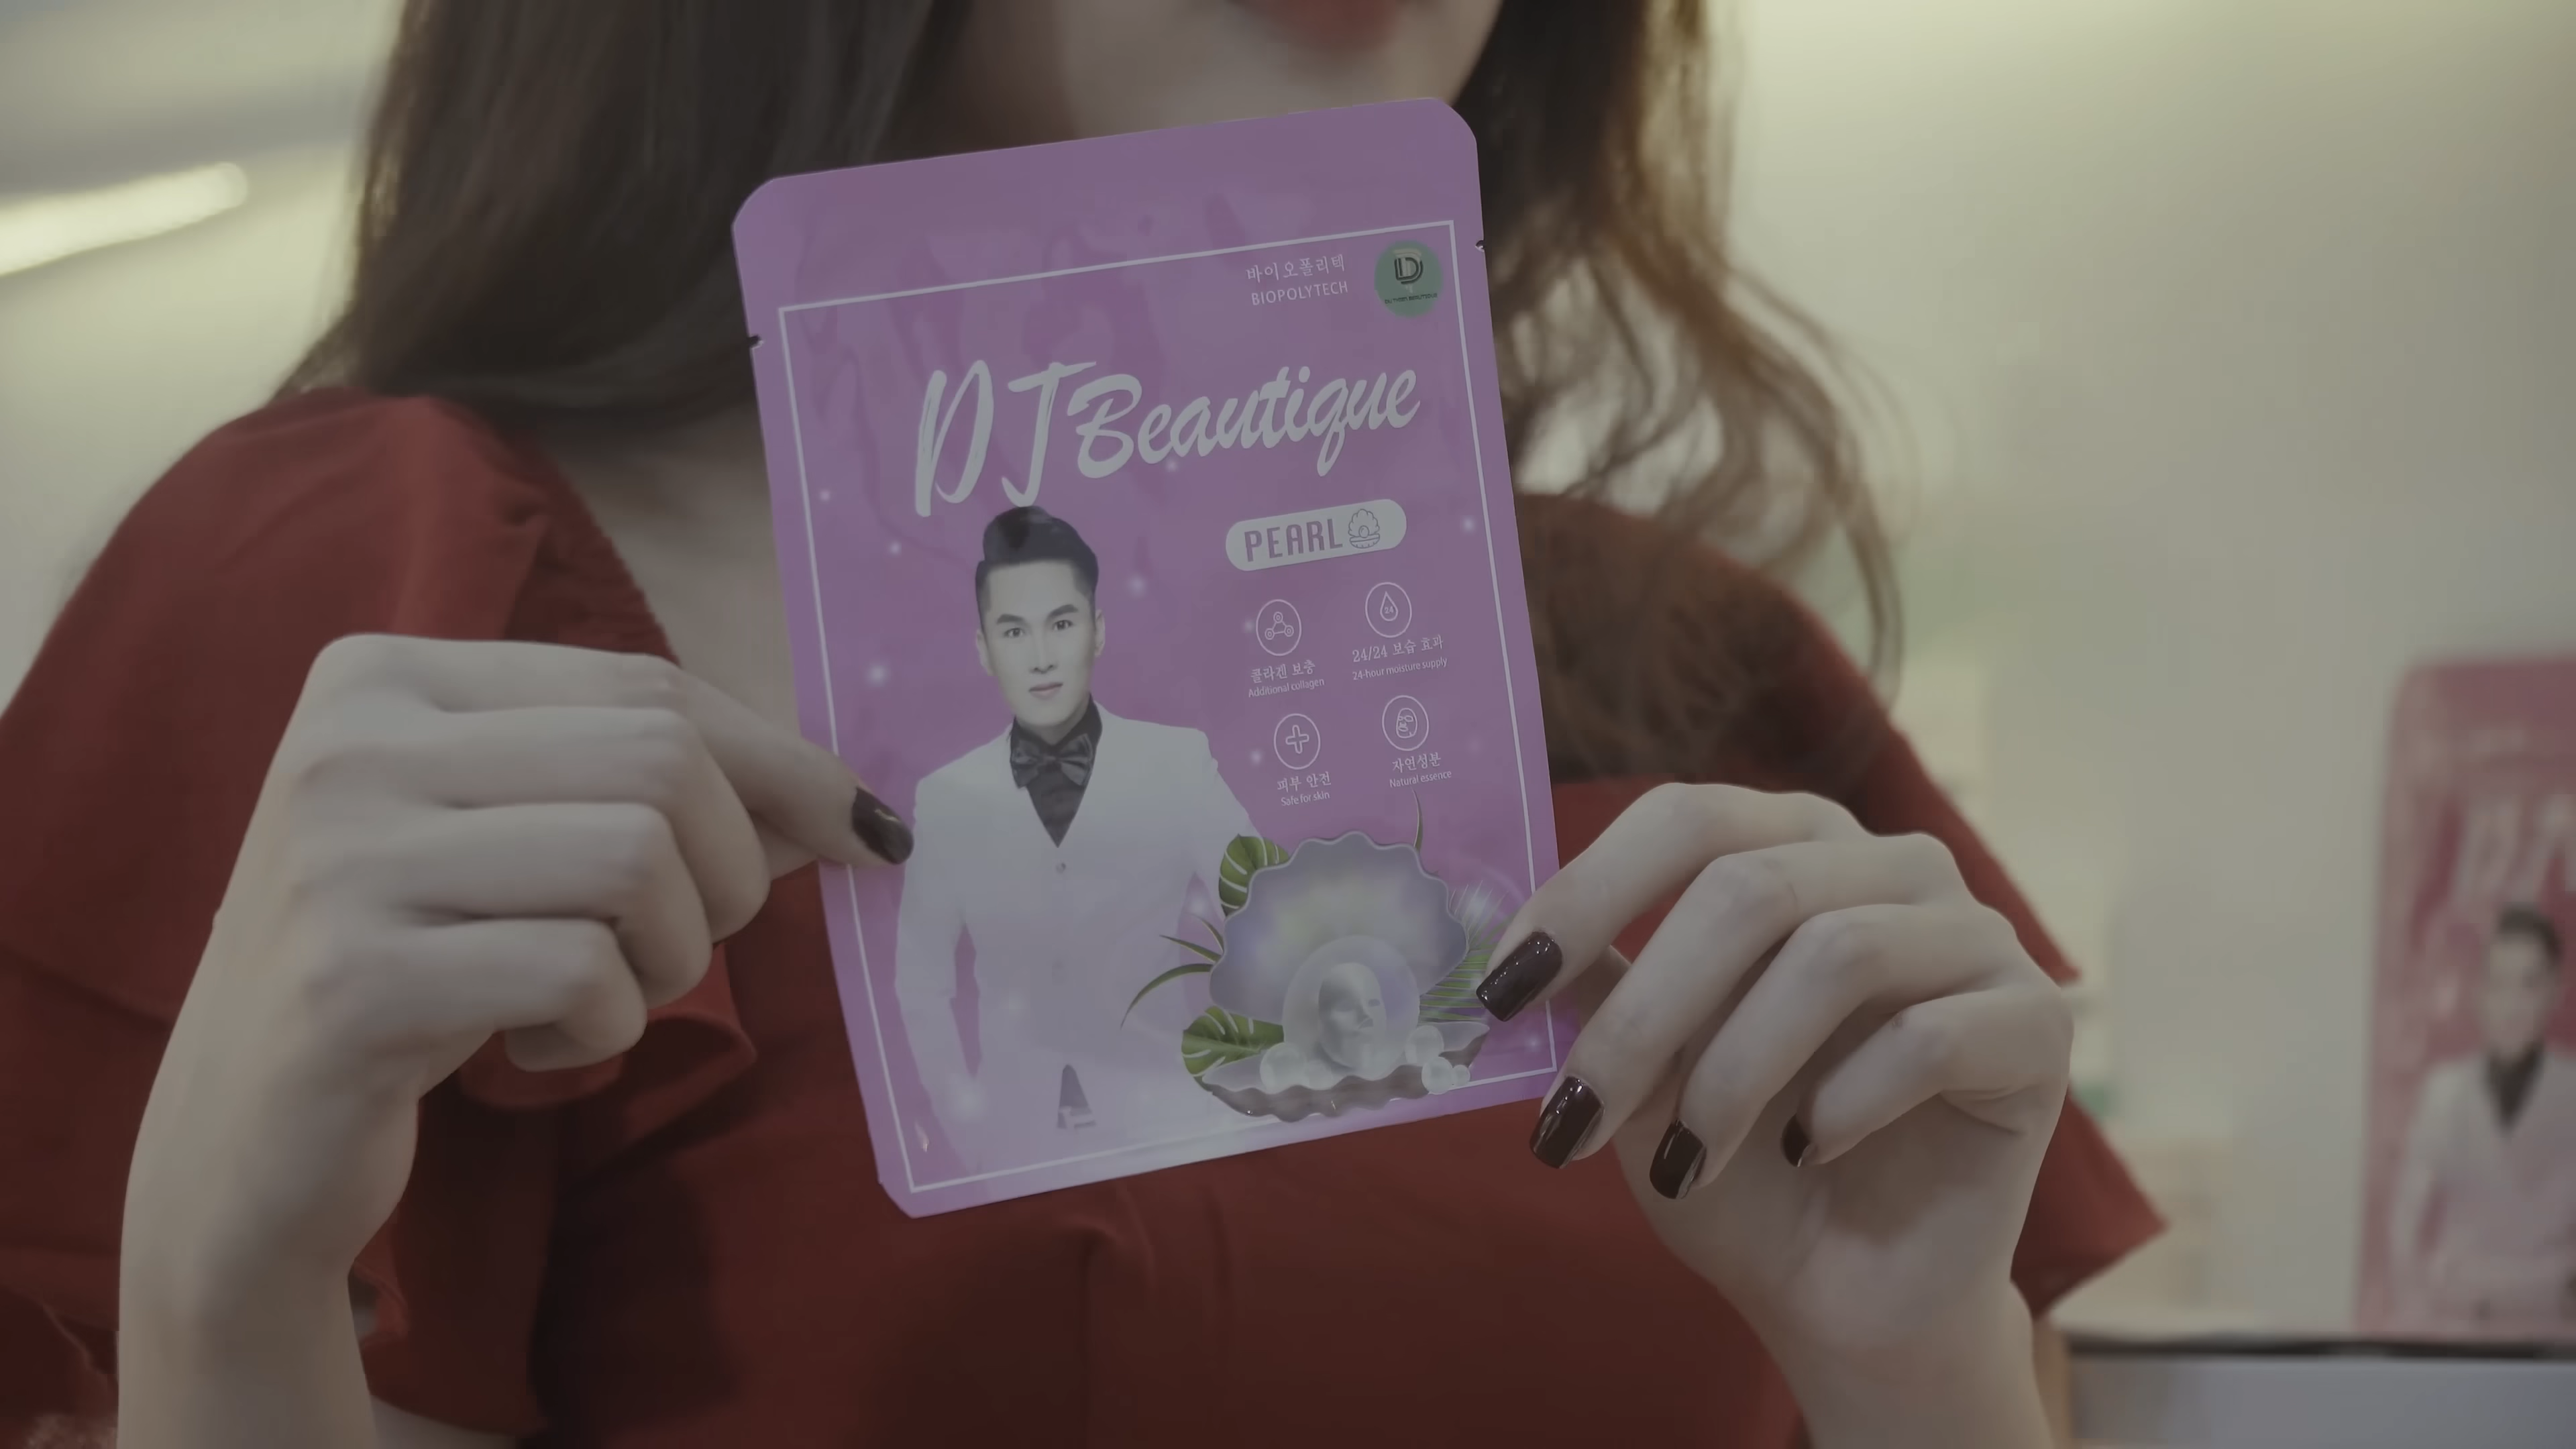 바이오폴리텍
BIOPOLYTECH
DJ Beautique
PEARL
콜라겐 보충
Additional collagen
24
24/24 보습 효과
24-hour moisture supply
피부 안전
Safe for skin
자연성분
Natural essence